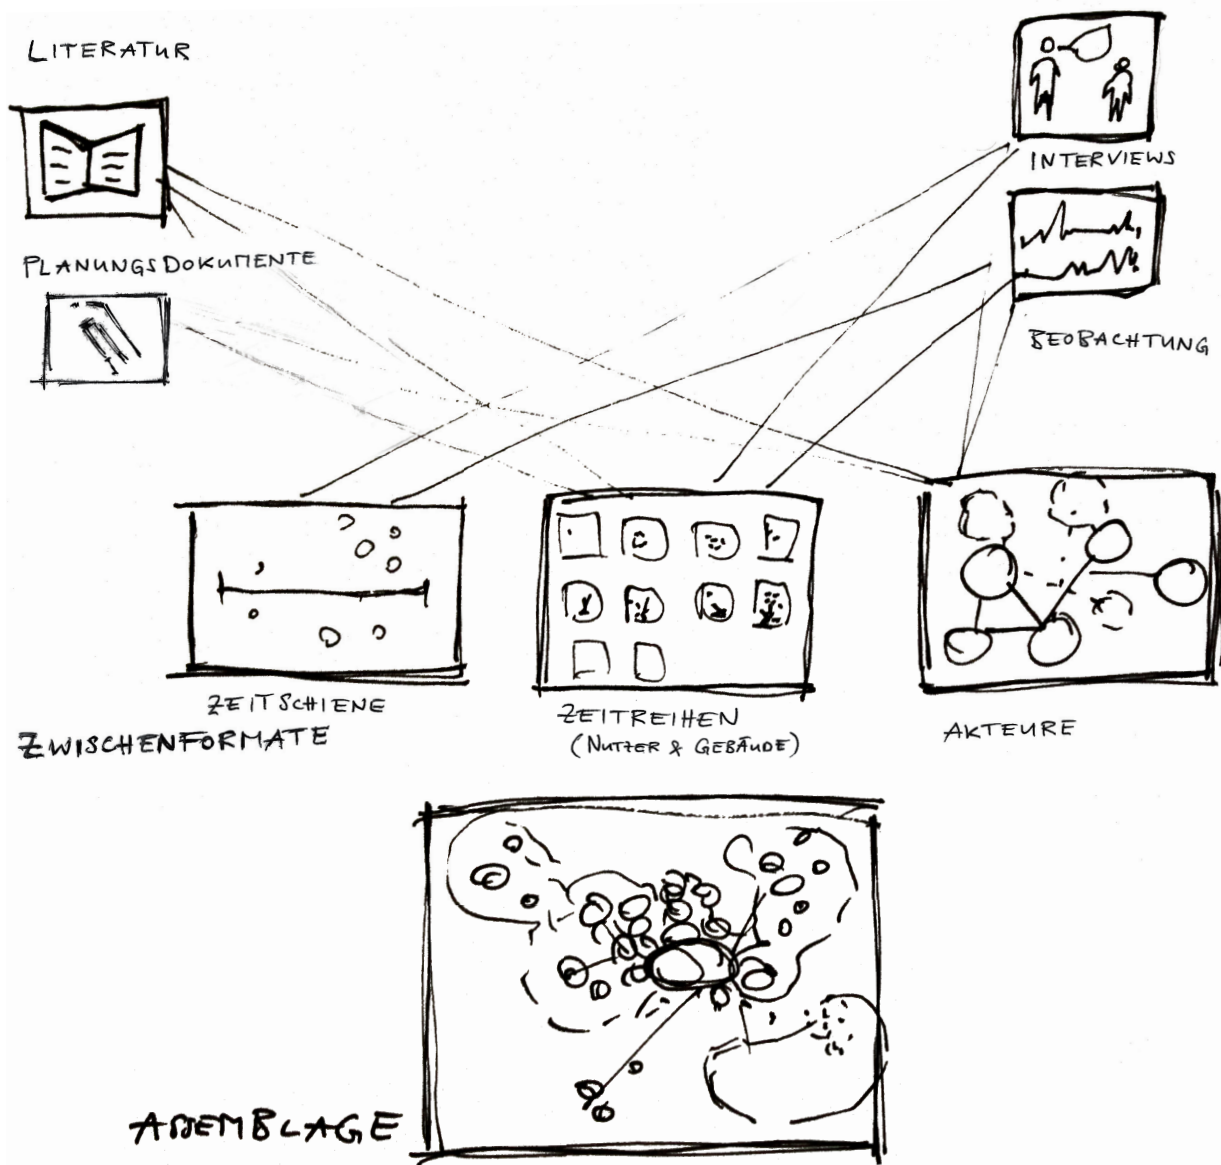 LITERATUR
INTERVIEWS
PLANUNGSDOKUMENTE
BEOBACHTUNG
ZEITSCHIENE
ZEITREIHEN
(NUTZER & GEBÄUDE)
AKTEURE
ZWISCHENFORMATE
ASSEMBLAGE